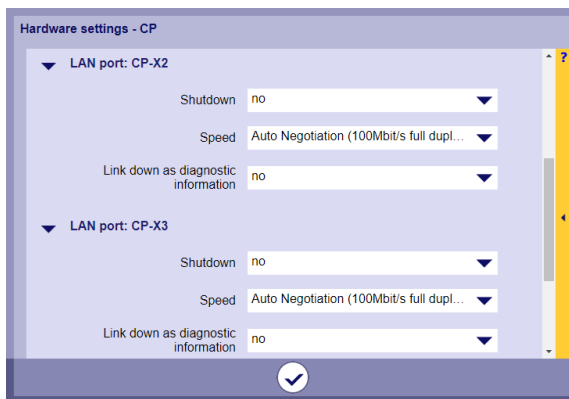 Hardware settings - CP
?
LAN port: CP-X2
Shutdown no
Speed Auto Negotiation (100Mbit/s full dupl...
Link down as diagnostic
information no
LAN port: CP-X3
Shutdown no
Speed Auto Negotiation (100Mbit/s full dupl...
Link down as diagnostic
information no